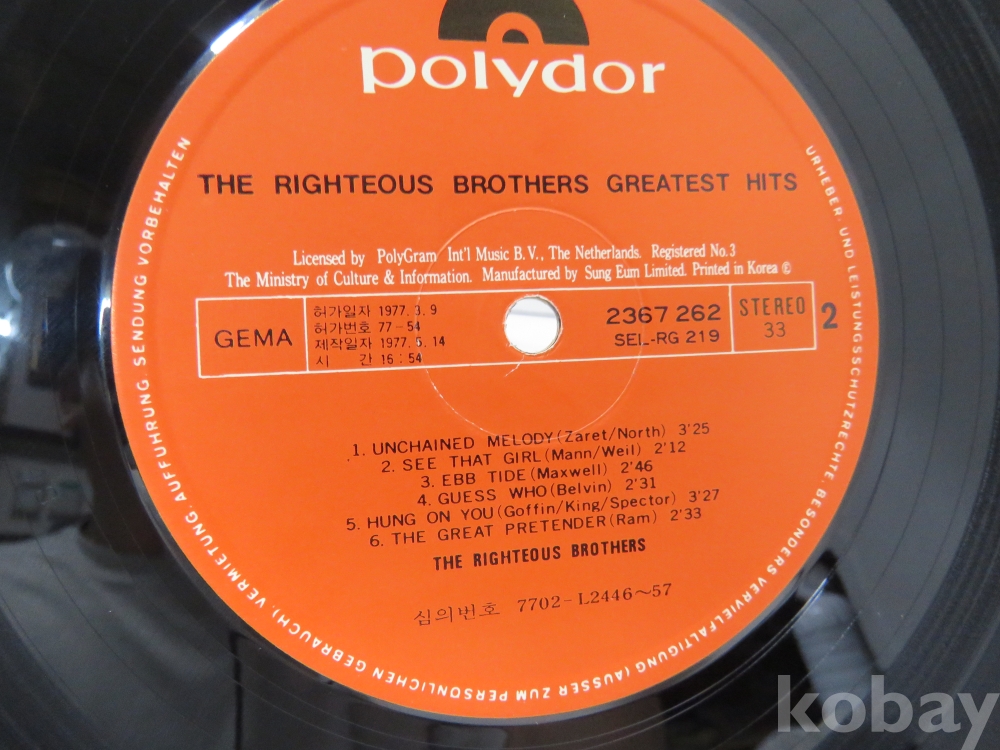 polydor
THE RIGHTEOUS BROTHERS GREATEST HITS
Licensed by PolyGram Int'l Music B.V., The Netherlands. Registered No.3
The Ministry of Culture & Information. Manufactured by Sung Eum Limited. Printed in Korea ℗
GEMA
허가일자 1977.3.9
허가번호 77-54
제작일자 1977.6.14
시 간 16:54
2367 262
SEL-RG 219
STEREO
33
2
1. UNCHAINED MELODY(Zaret/North) 3'25
2. SEE THAT GIRL(Mann/Weil) 2'12
3. EBB TIDE(Maxwell) 2'46
4. GUESS WHO(Belvin) 2'31
5. HUNG ON YOU(Goffin/King/Spector) 3'27
6. THE GREAT PRETENDER(Ram) 2'33
THE RIGHTEOUS BROTHERS
심의번호 7702-L2446~57
URHEBER- UND LEISTUNGSSCHUTZRECHTE, BESONDERS VERVIELFALTIGUNG (AUSSER ZUM PERSONLICHEN GEBRAUCH), VERMIETUNG, AUFFUHRUNG, SENDUNG VORBEHALTEN
kobay